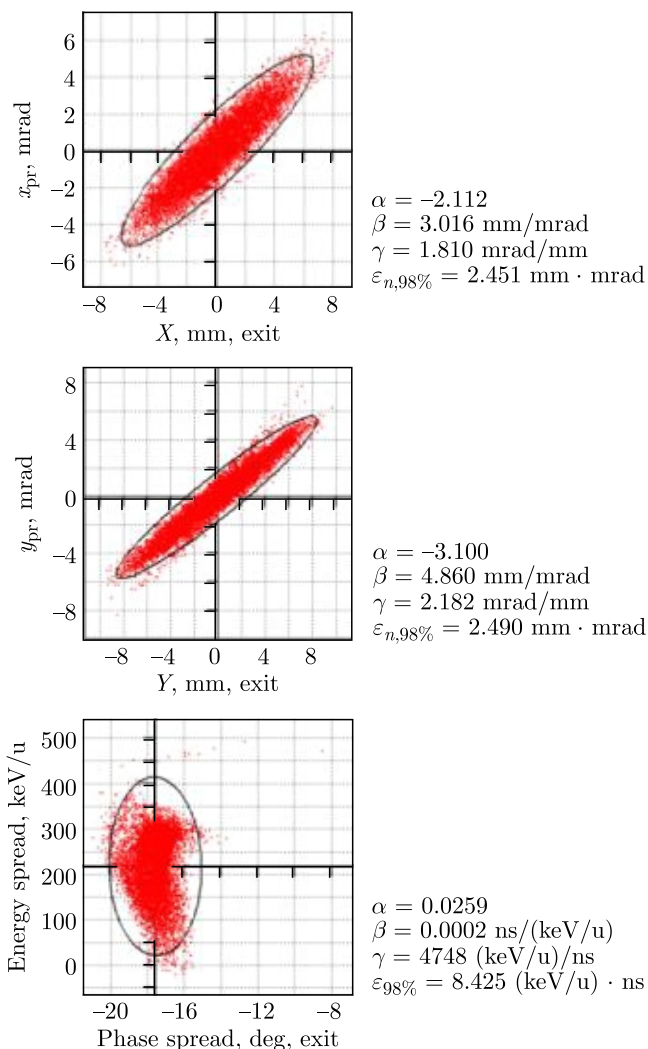 6
4
2
0
−2
−4
−6
x_pr, mrad
−8 −4 0 4 8
X, mm, exit
α = −2.112
β = 3.016 mm/mrad
γ = 1.810 mrad/mm
ε_n,98% = 2.451 mm · mrad
8
4
0
−4
−8
y_pr, mrad
−8 −4 0 4 8
Y, mm, exit
α = −3.100
β = 4.860 mm/mrad
γ = 2.182 mrad/mm
ε_n,98% = 2.490 mm · mrad
500
400
300
200
100
0
Energy spread, keV/u
−20 −16 −12 −8
Phase spread, deg, exit
α = 0.0259
β = 0.0002 ns/(keV/u)
γ = 4748 (keV/u)/ns
ε_98% = 8.425 (keV/u) · ns